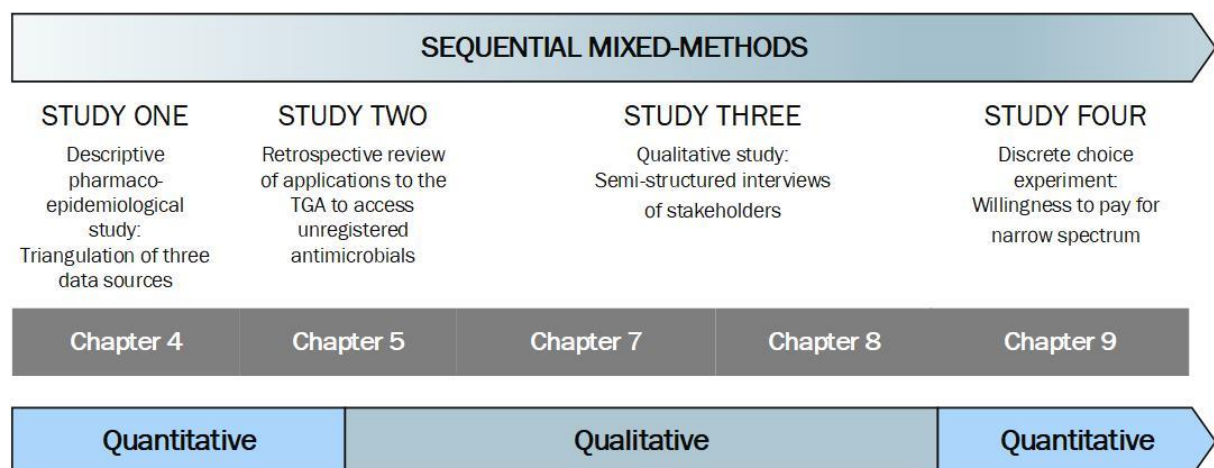 SEQUENTIAL MIXED-METHODS
STUDY ONE
Descriptive
pharmaco-
epidemiological
study:
Triangulation of three
data sources
STUDY TWO
Retrospective review
of applications to the
TGA to access
unregistered
antimicrobials
STUDY THREE
Qualitative study:
Semi-structured interviews
of stakeholders
STUDY FOUR
Discrete choice
experiment:
Willingness to pay for
narrow spectrum
Chapter 4
Chapter 5
Chapter 7
Chapter 8
Chapter 9
Quantitative
Qualitative
Quantitative